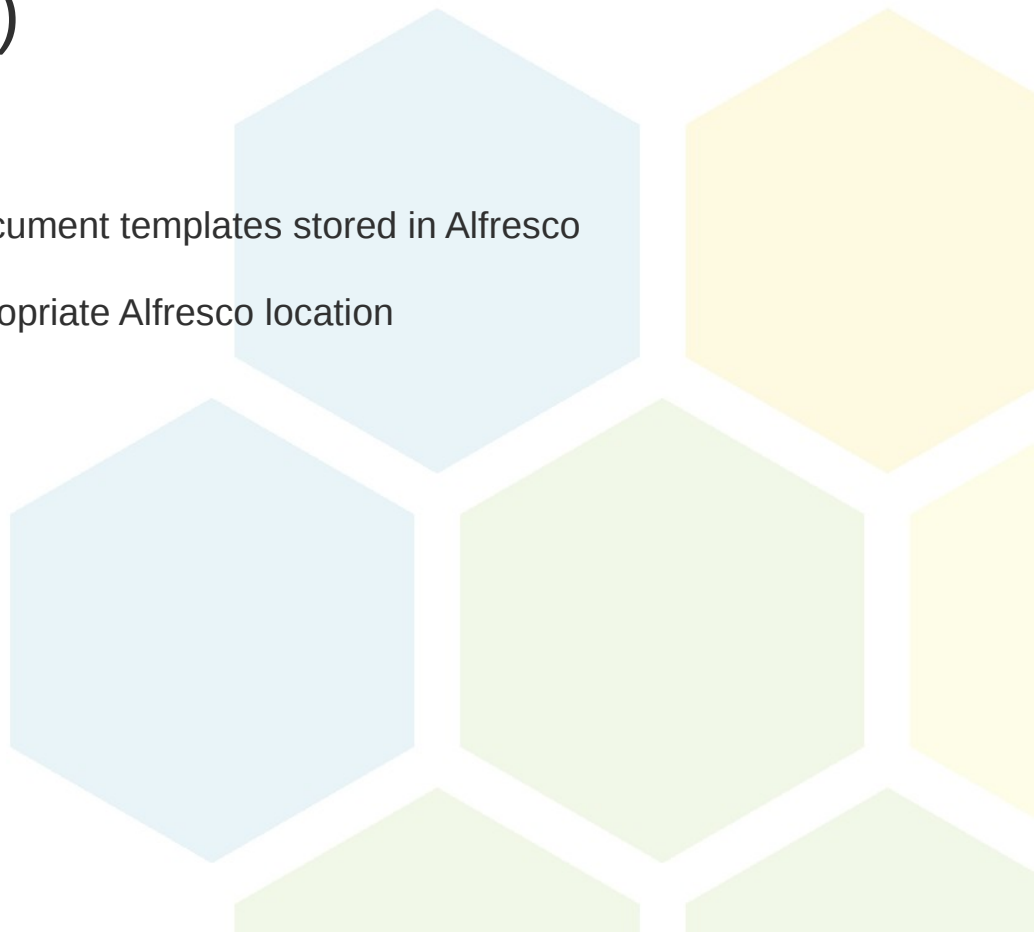 )
cument templates stored in Alfresco
opriate Alfresco location